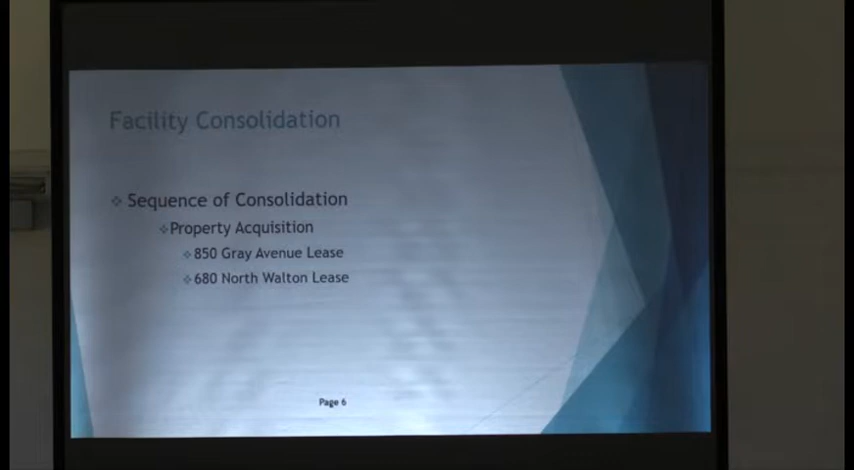 Facility Consolidation
Sequence of Consolidation
Property Acquisition
850 Gray Avenue Lease
680 North Walton Lease
Page 6